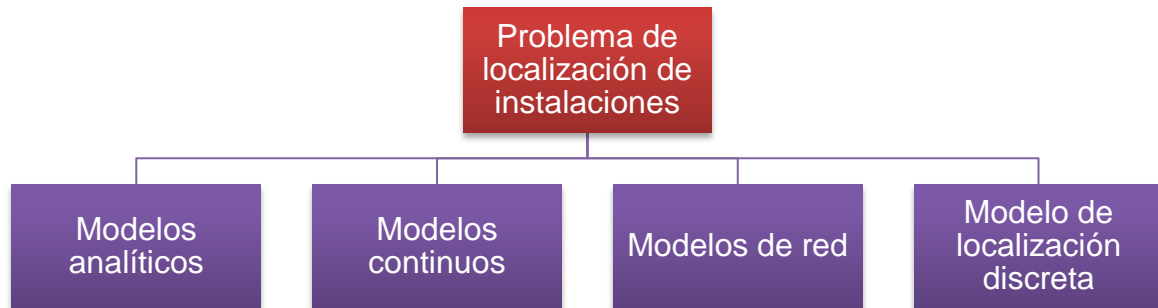 Problema de
localización de
instalaciones
Modelos
analíticos
Modelos
continuos
Modelos de red
Modelo de
localización
discreta